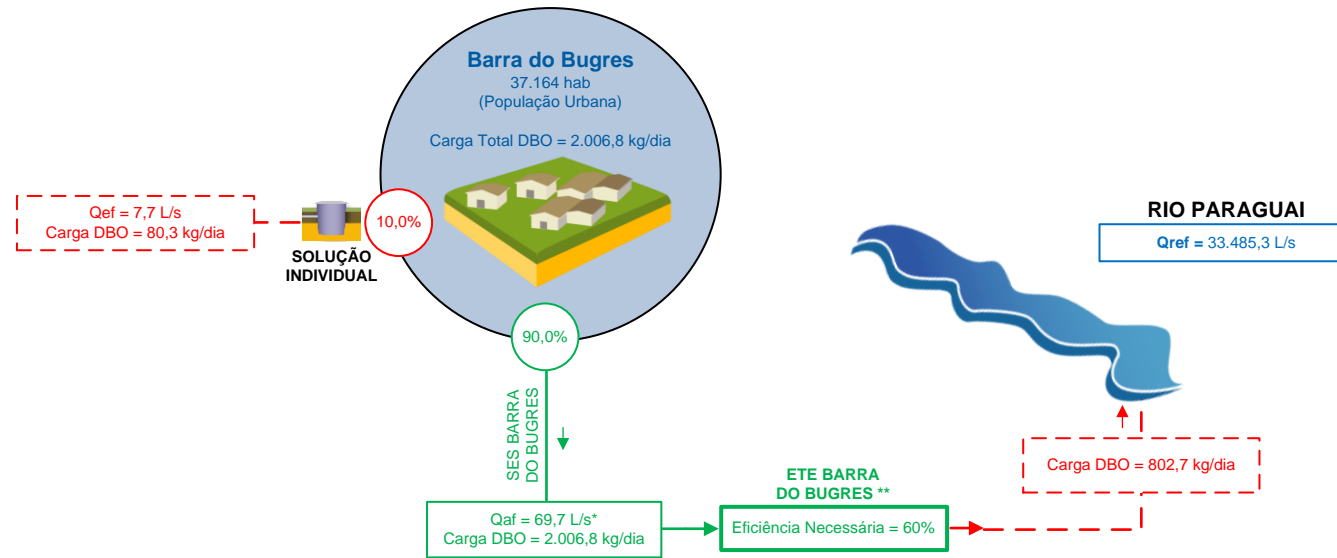 Barra do Bugres
37.164 hab
(População Urbana)
Carga Total DBO = 2.006,8 kg/dia
Qef = 7,7 L/s
Carga DBO = 80,3 kg/dia
10,0%
SOLUÇÃO
INDIVIDUAL
RIO PARAGUAI
Qref = 33.485,3 L/s
90,0%
SES BARRA
DO BUGRES
Carga DBO = 802,7 kg/dia
ETE BARRA
DO BUGRES **
Qaf = 69,7 L/s*
Carga DBO = 2.006,8 kg/dia
Eficiência Necessária = 60%